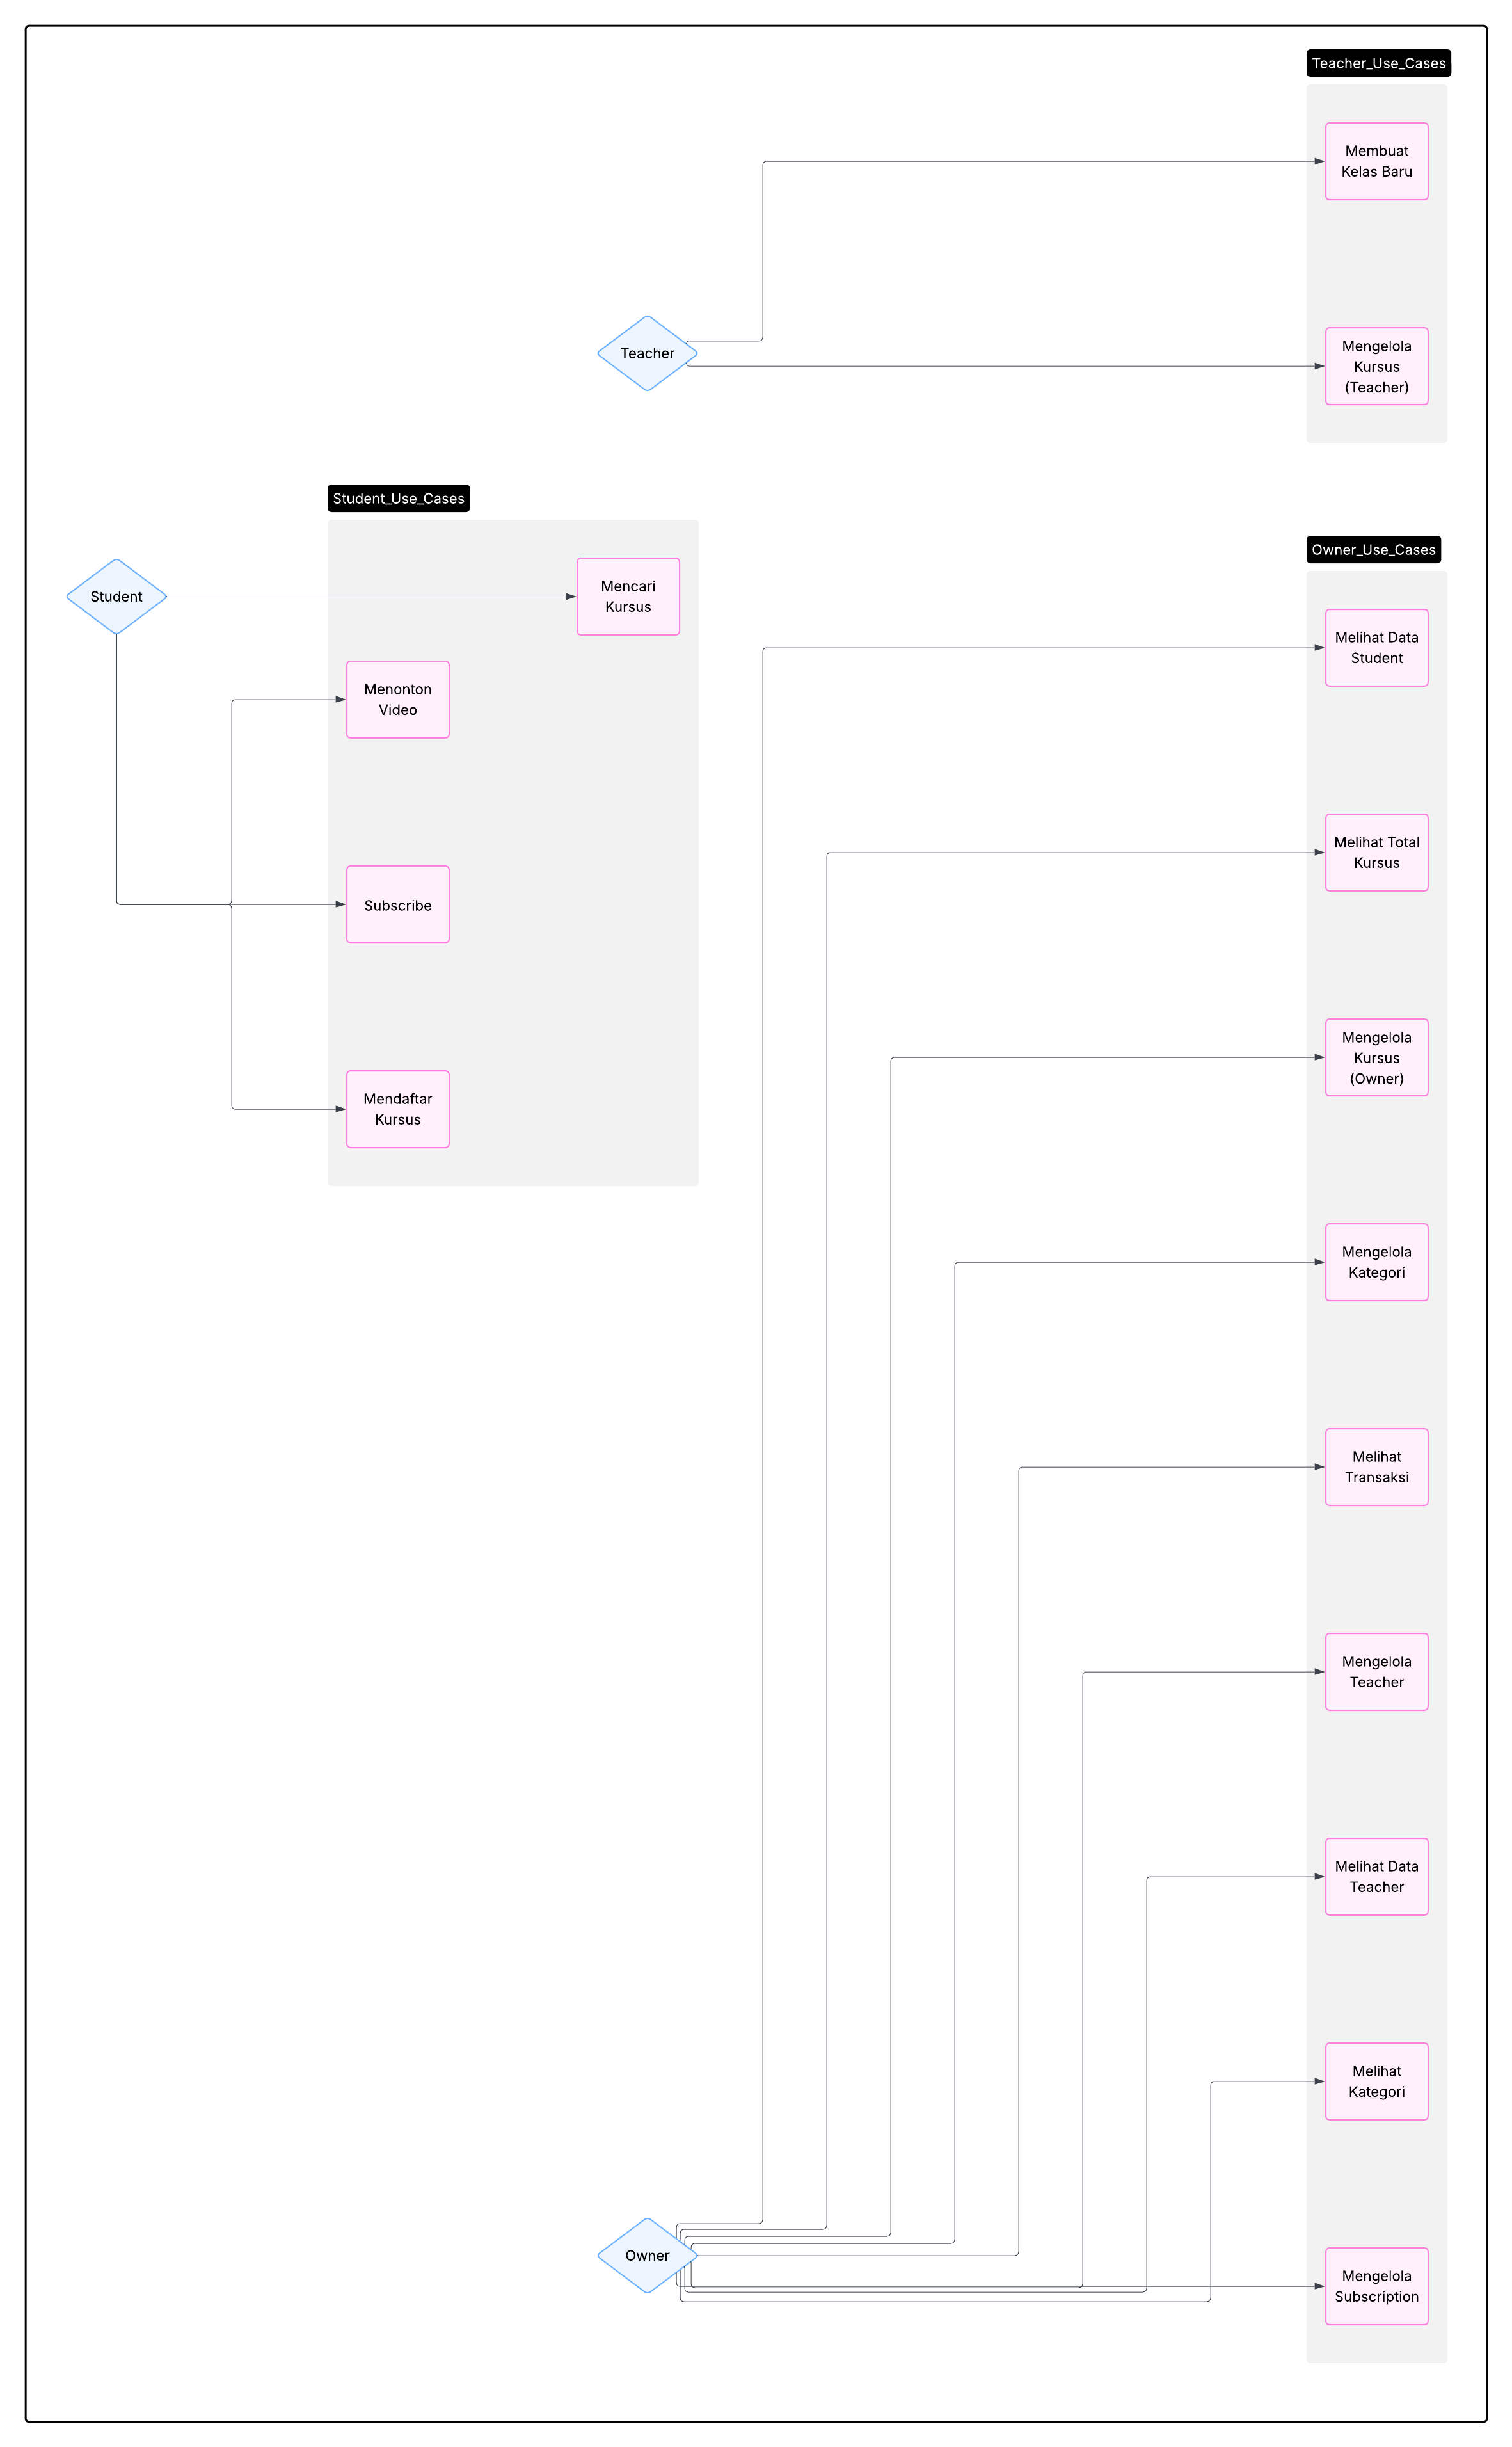 Teacher_Use_Cases
Membuat
Kelas Baru
Teacher
Mengelola
Kursus
(Teacher)
Student_Use_Cases
Student
Mencari
Kursus
Menonton
Video
Subscribe
Mendaftar
Kursus
Owner_Use_Cases
Melihat Data
Student
Melihat Total
Kursus
Mengelola
Kursus
(Owner)
Mengelola
Kategori
Melihat
Transaksi
Mengelola
Teacher
Melihat Data
Teacher
Melihat
Kategori
Owner
Mengelola
Subscription